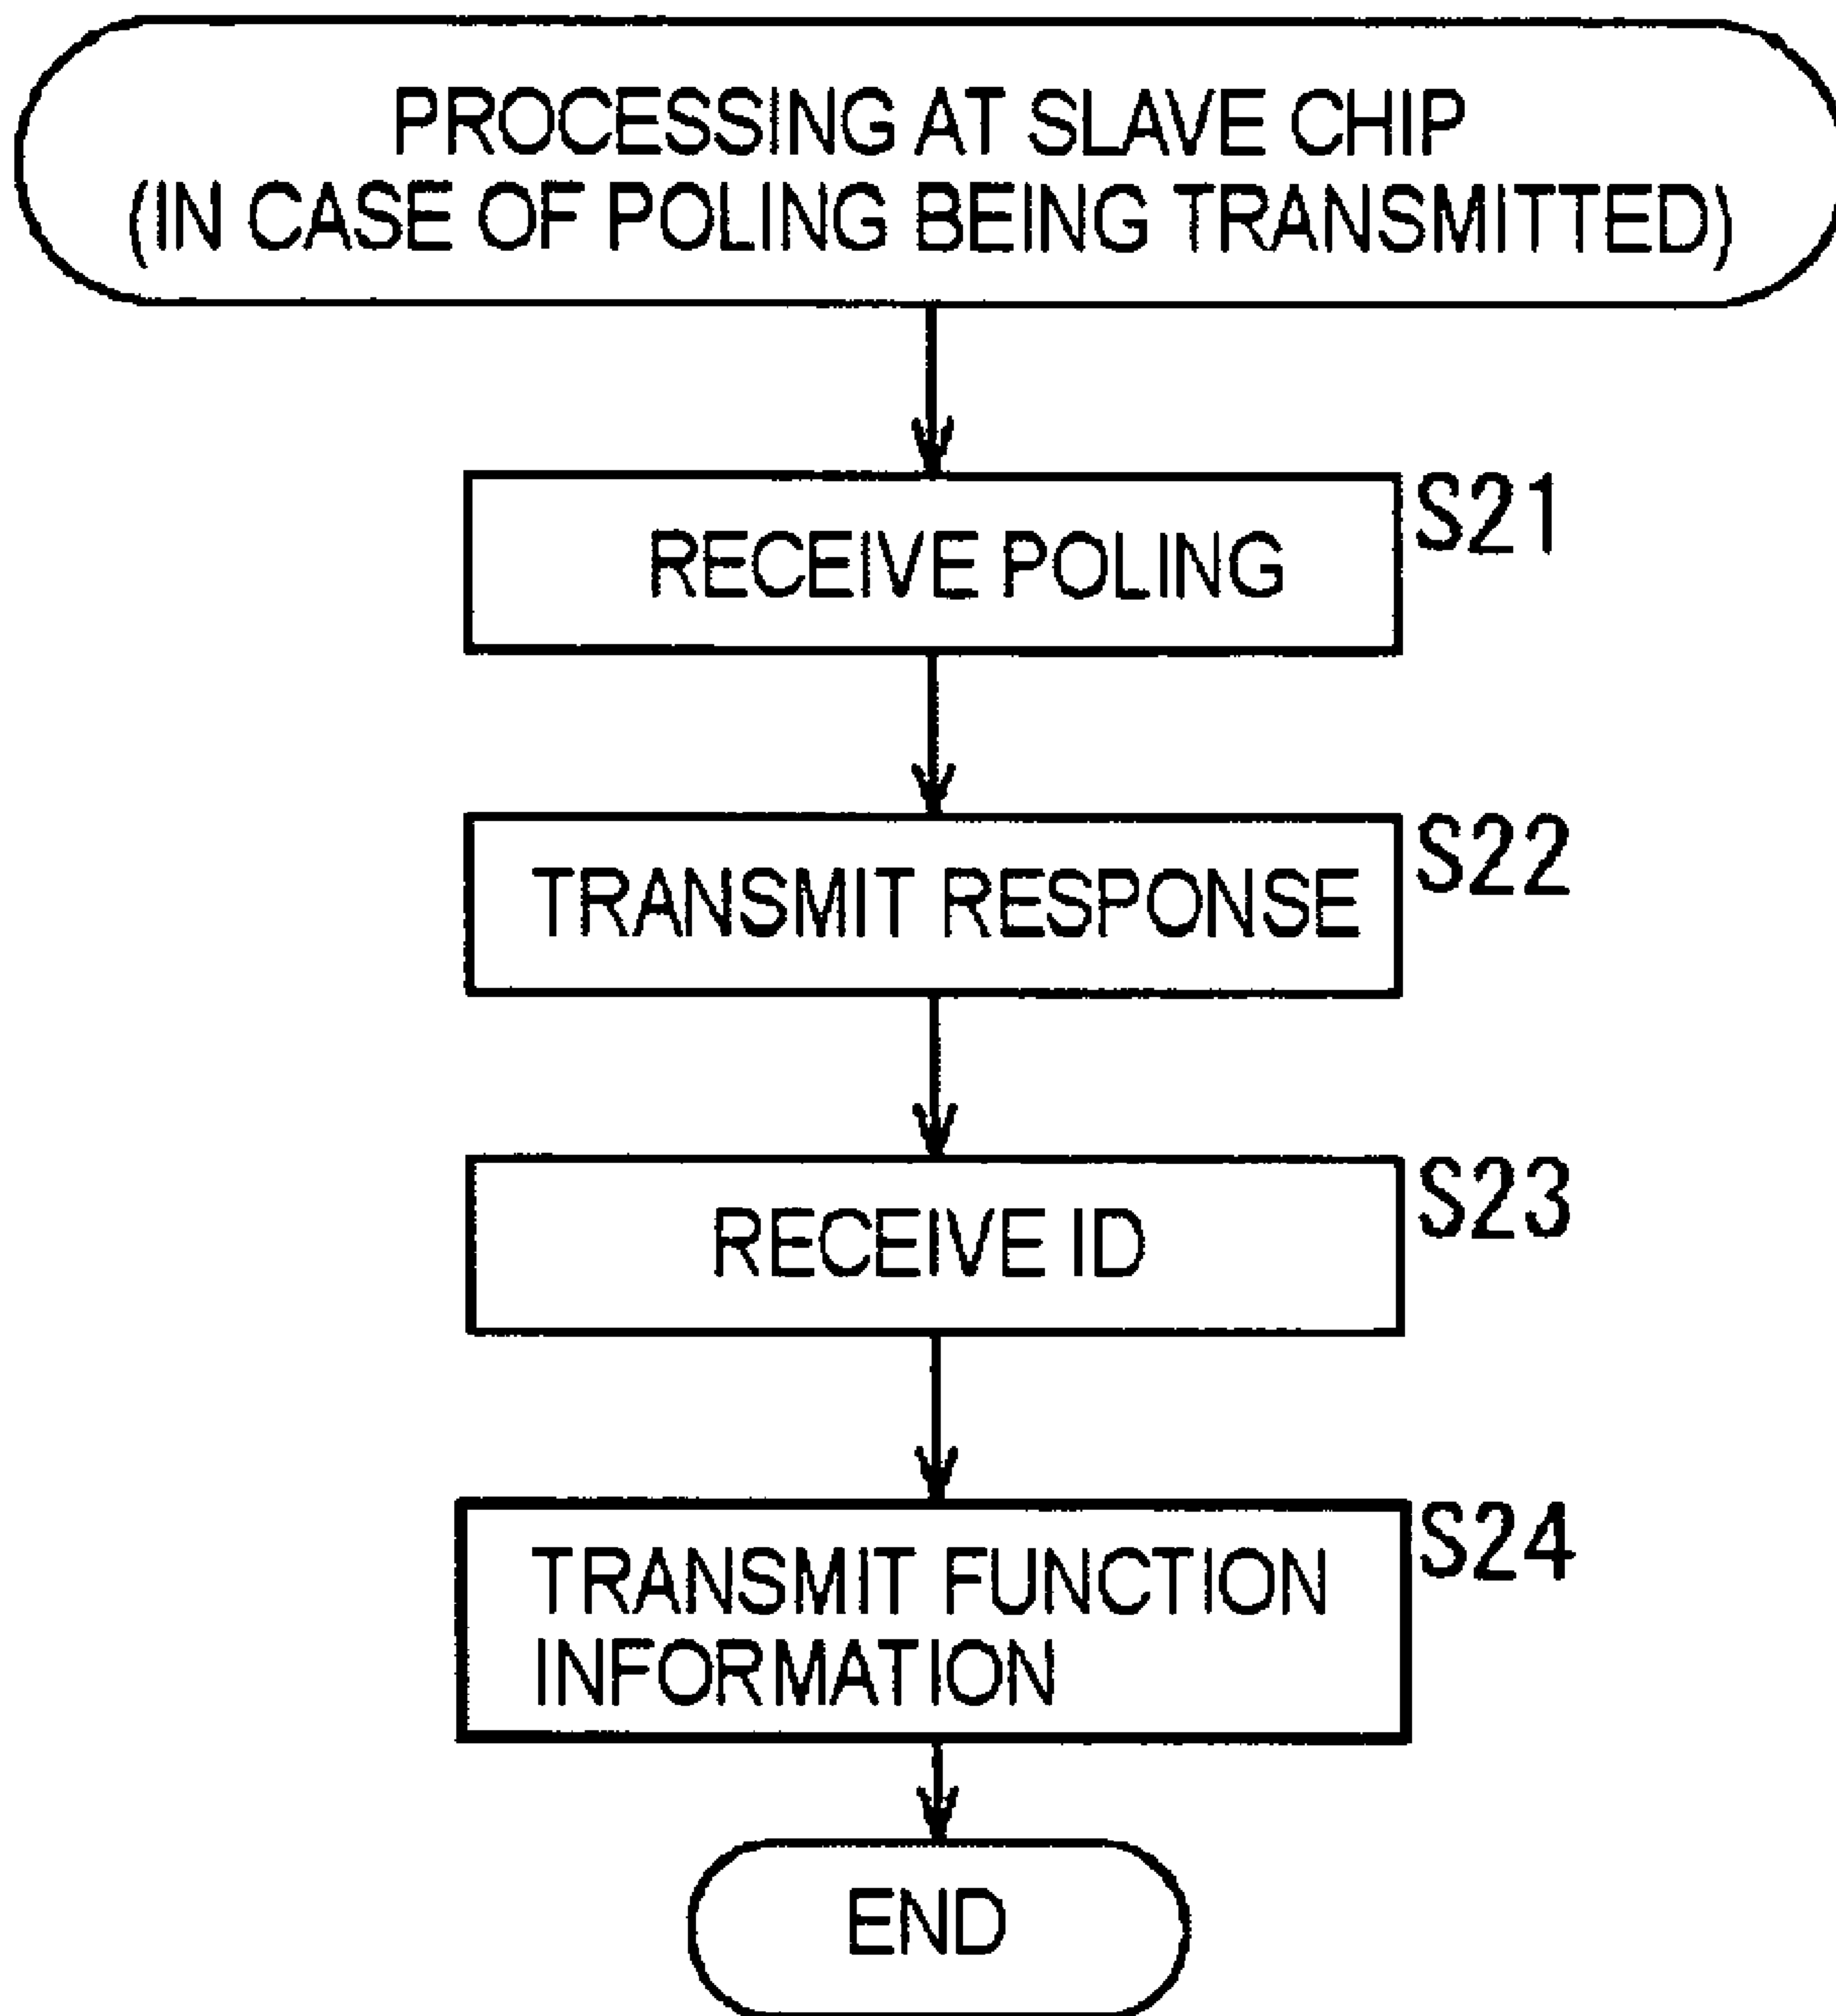 PROCESSING AT SLAVE CHIP
(IN CASE OF POLING BEING TRANSMITTED)
RECEIVE POLING
S21
TRANSMIT RESPONSE
S22
RECEIVE ID
S23
TRANSMIT FUNCTION
INFORMATION
S24
END